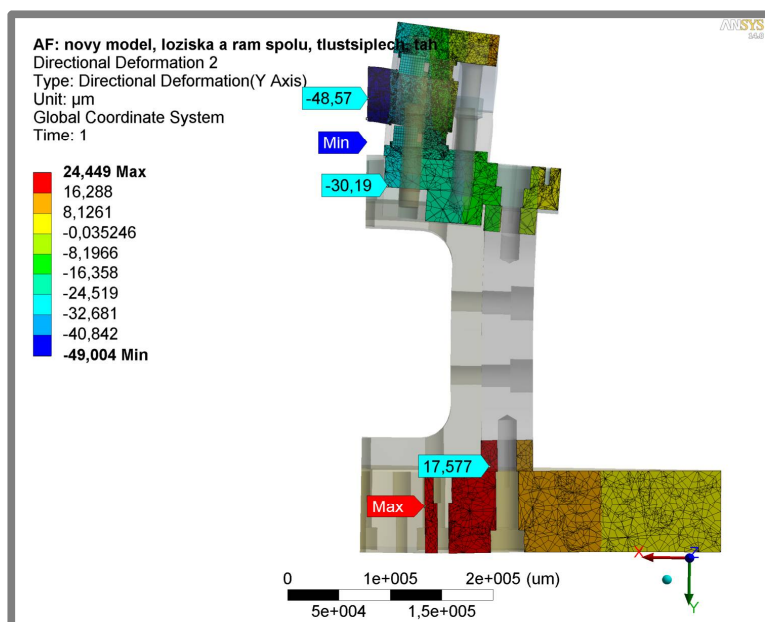 ANSYS
AF: novy model, loziska a ram spolu, tlustsiplech, tah
Directional Deformation 2
Type: Directional Deformation(Y Axis)
Unit: µm
Global Coordinate System
Time: 1
24,449 Max
16,288
8,1261
-0,035246
-8,1966
-16,358
-24,519
-32,681
-40,842
-49,004 Min
-48,57
Min
-30,19
17,577
Max
X
Z
Y
0 1e+005 2e+005 (um)
5e+004 1,5e+005